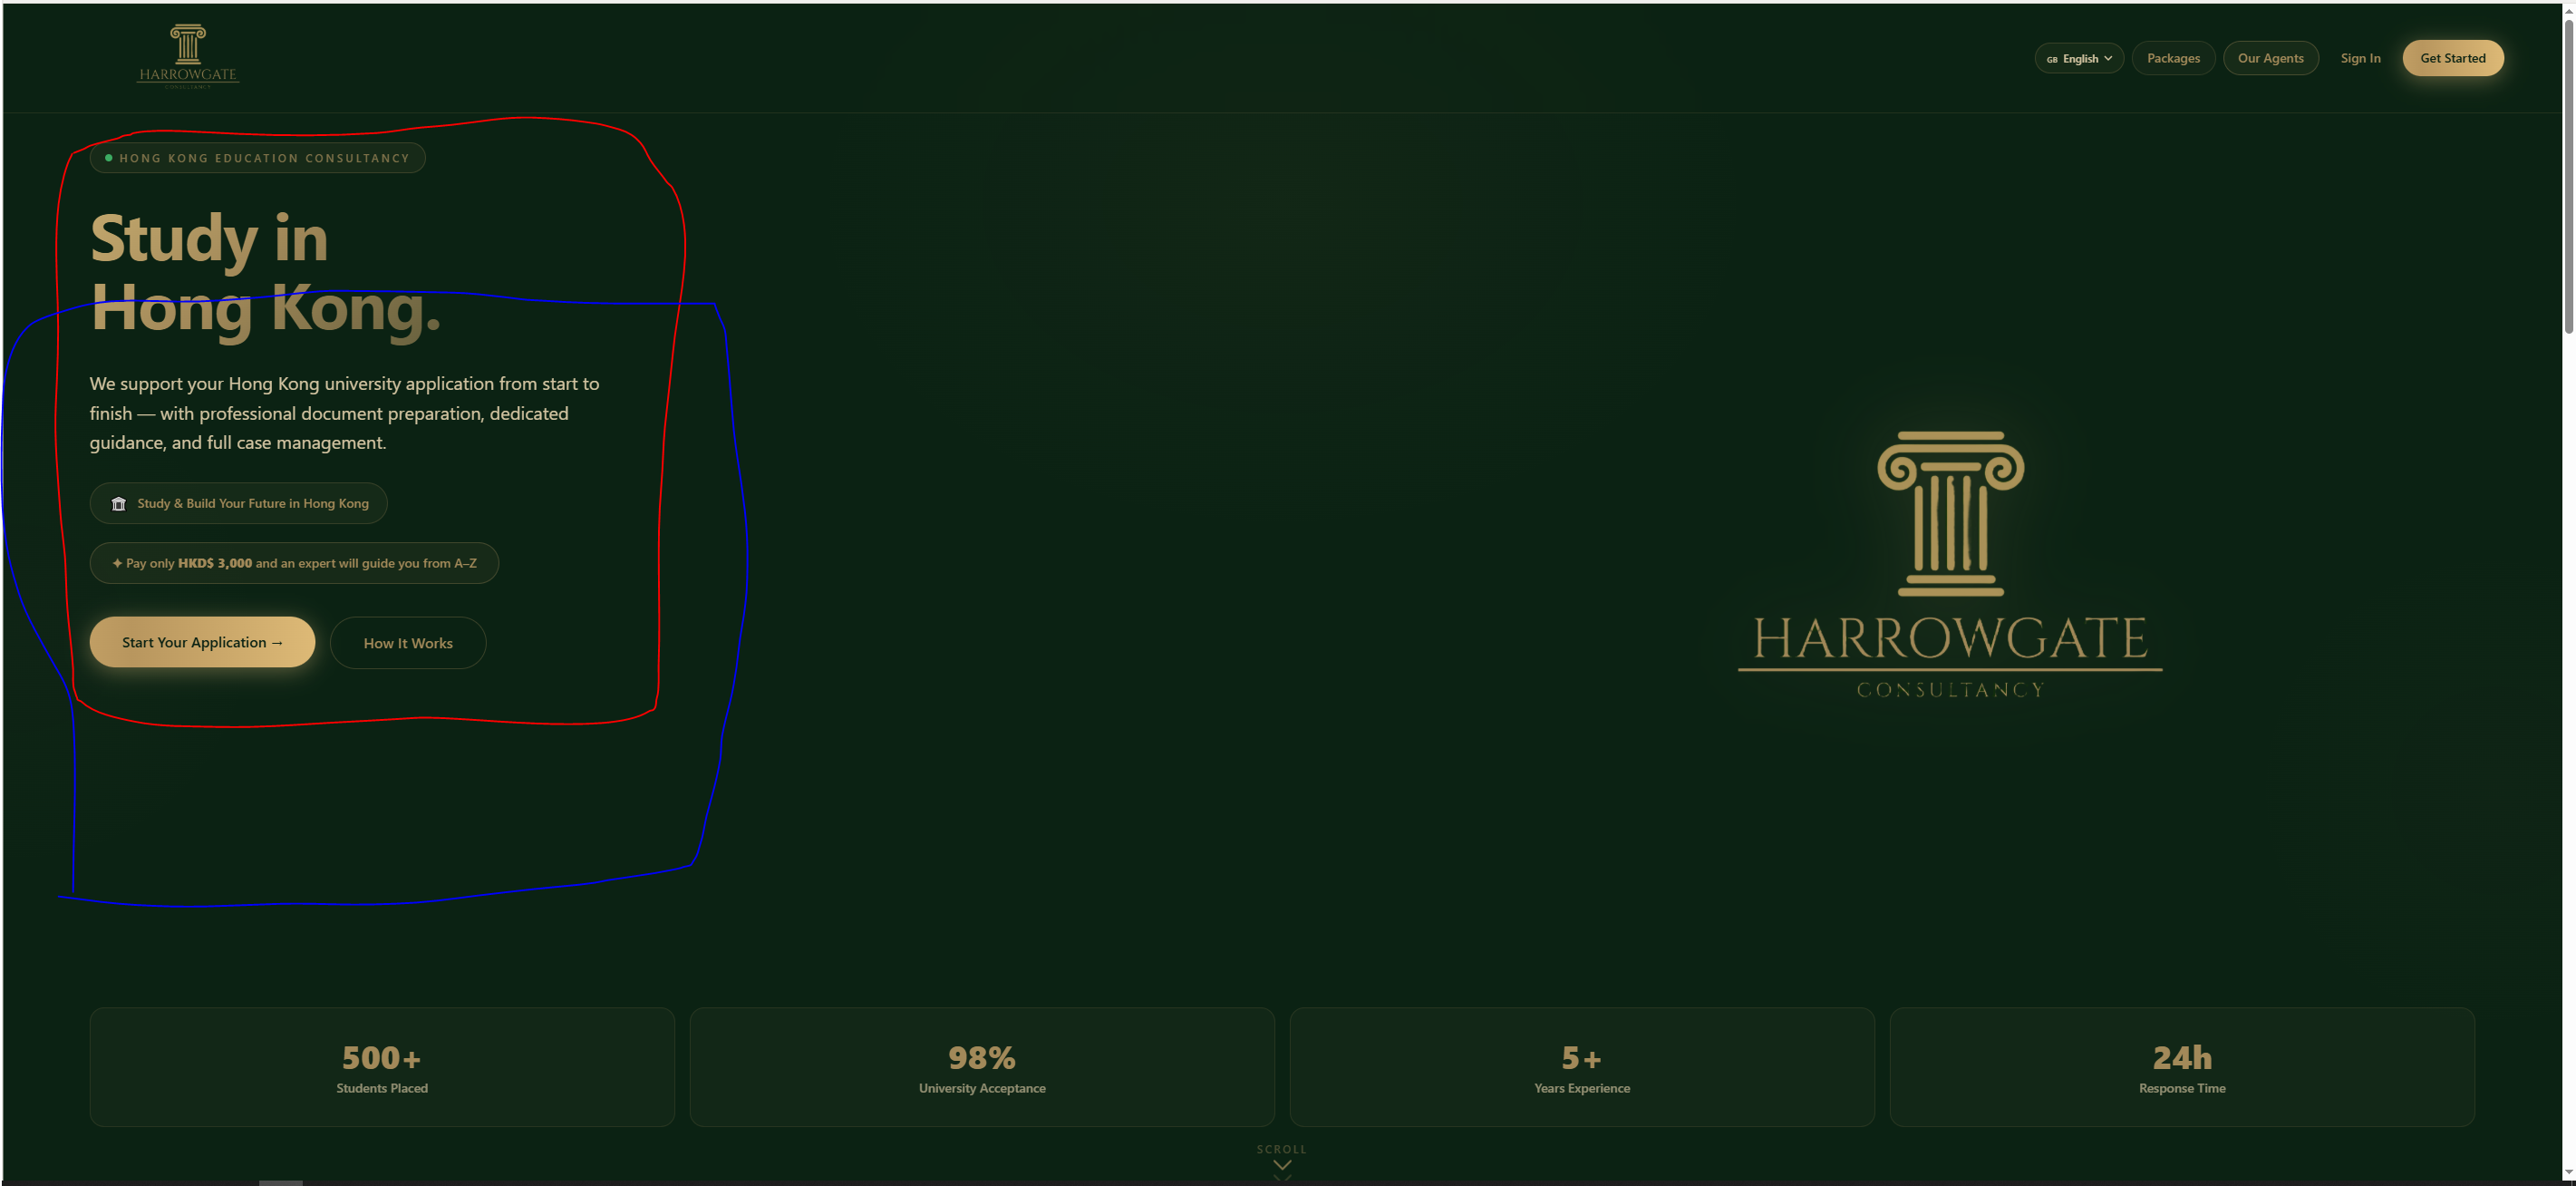 HARROWGATE
CONSULTANCY
GB English
Packages
Our Agents
Sign In
Get Started
HONG KONG EDUCATION CONSULTANCY
Study in
Hong Kong.
We support your Hong Kong university application from start to
finish — with professional document preparation, dedicated
guidance, and full case management.
Study & Build Your Future in Hong Kong
✦ Pay only HKD$ 3,000 and an expert will guide you from A–Z
Start Your Application →
How It Works
HARROWGATE
CONSULTANCY
500+
Students Placed
98%
University Acceptance
5+
Years Experience
24h
Response Time
SCROLL